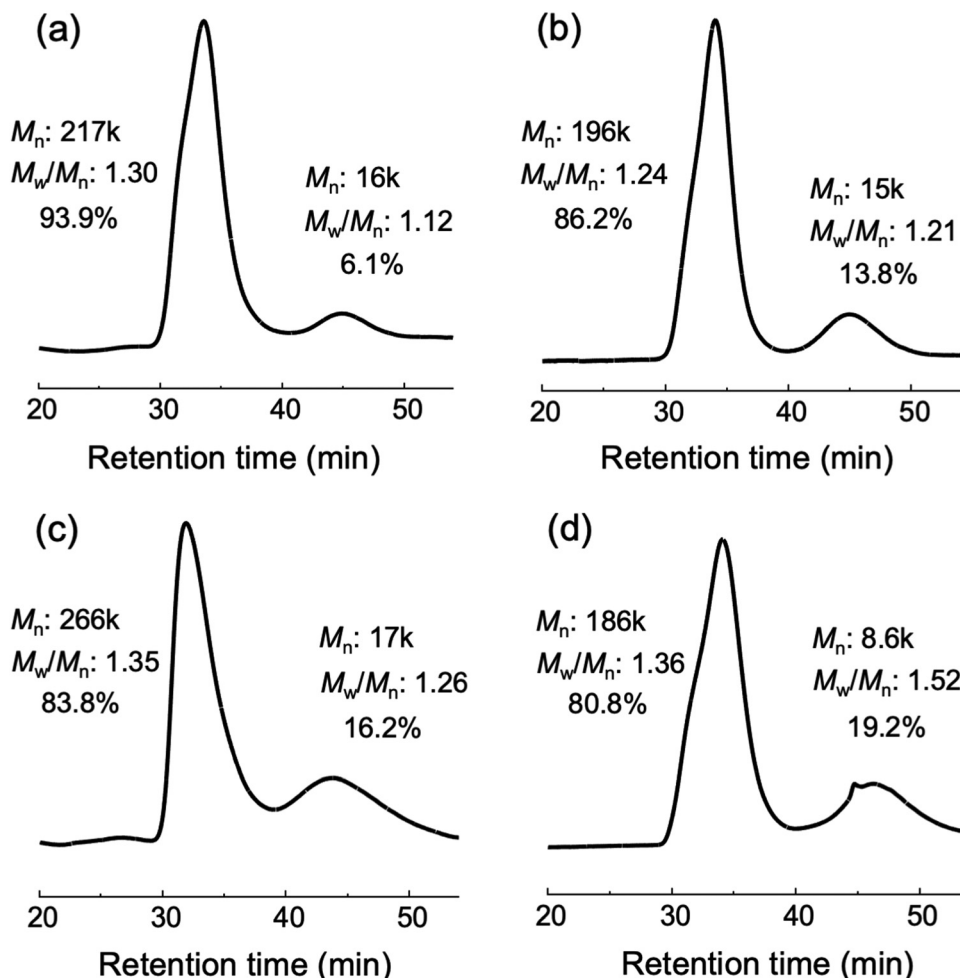 (a)
Mn: 217k
Mw/Mn: 1.30
93.9%
Mn: 16k
Mw/Mn: 1.12
6.1%
20 30 40 50
Retention time (min)
(b)
Mn: 196k
Mw/Mn: 1.24
86.2%
Mn: 15k
Mw/Mn: 1.21
13.8%
20 30 40 50
Retention time (min)
(c)
Mn: 266k
Mw/Mn: 1.35
83.8%
Mn: 17k
Mw/Mn: 1.26
16.2%
20 30 40 50
Retention time (min)
(d)
Mn: 186k
Mw/Mn: 1.36
80.8%
Mn: 8.6k
Mw/Mn: 1.52
19.2%
20 30 40 50
Retention time (min)